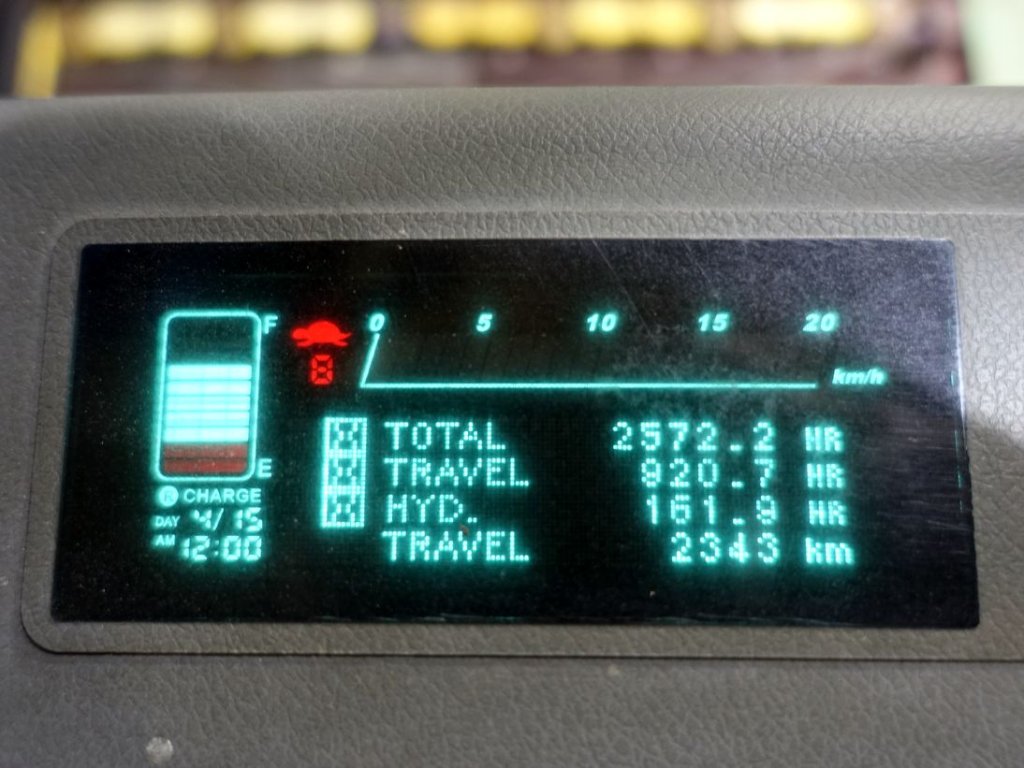 F
0 5 10 15 20
8
km/h
TOTAL 2572.2 HR
TRAVEL 920.7 HR
E
R CHARGE
HYD. 161.9 HR
DAY 4/15
AM 12:00
TRAVEL 2343 km